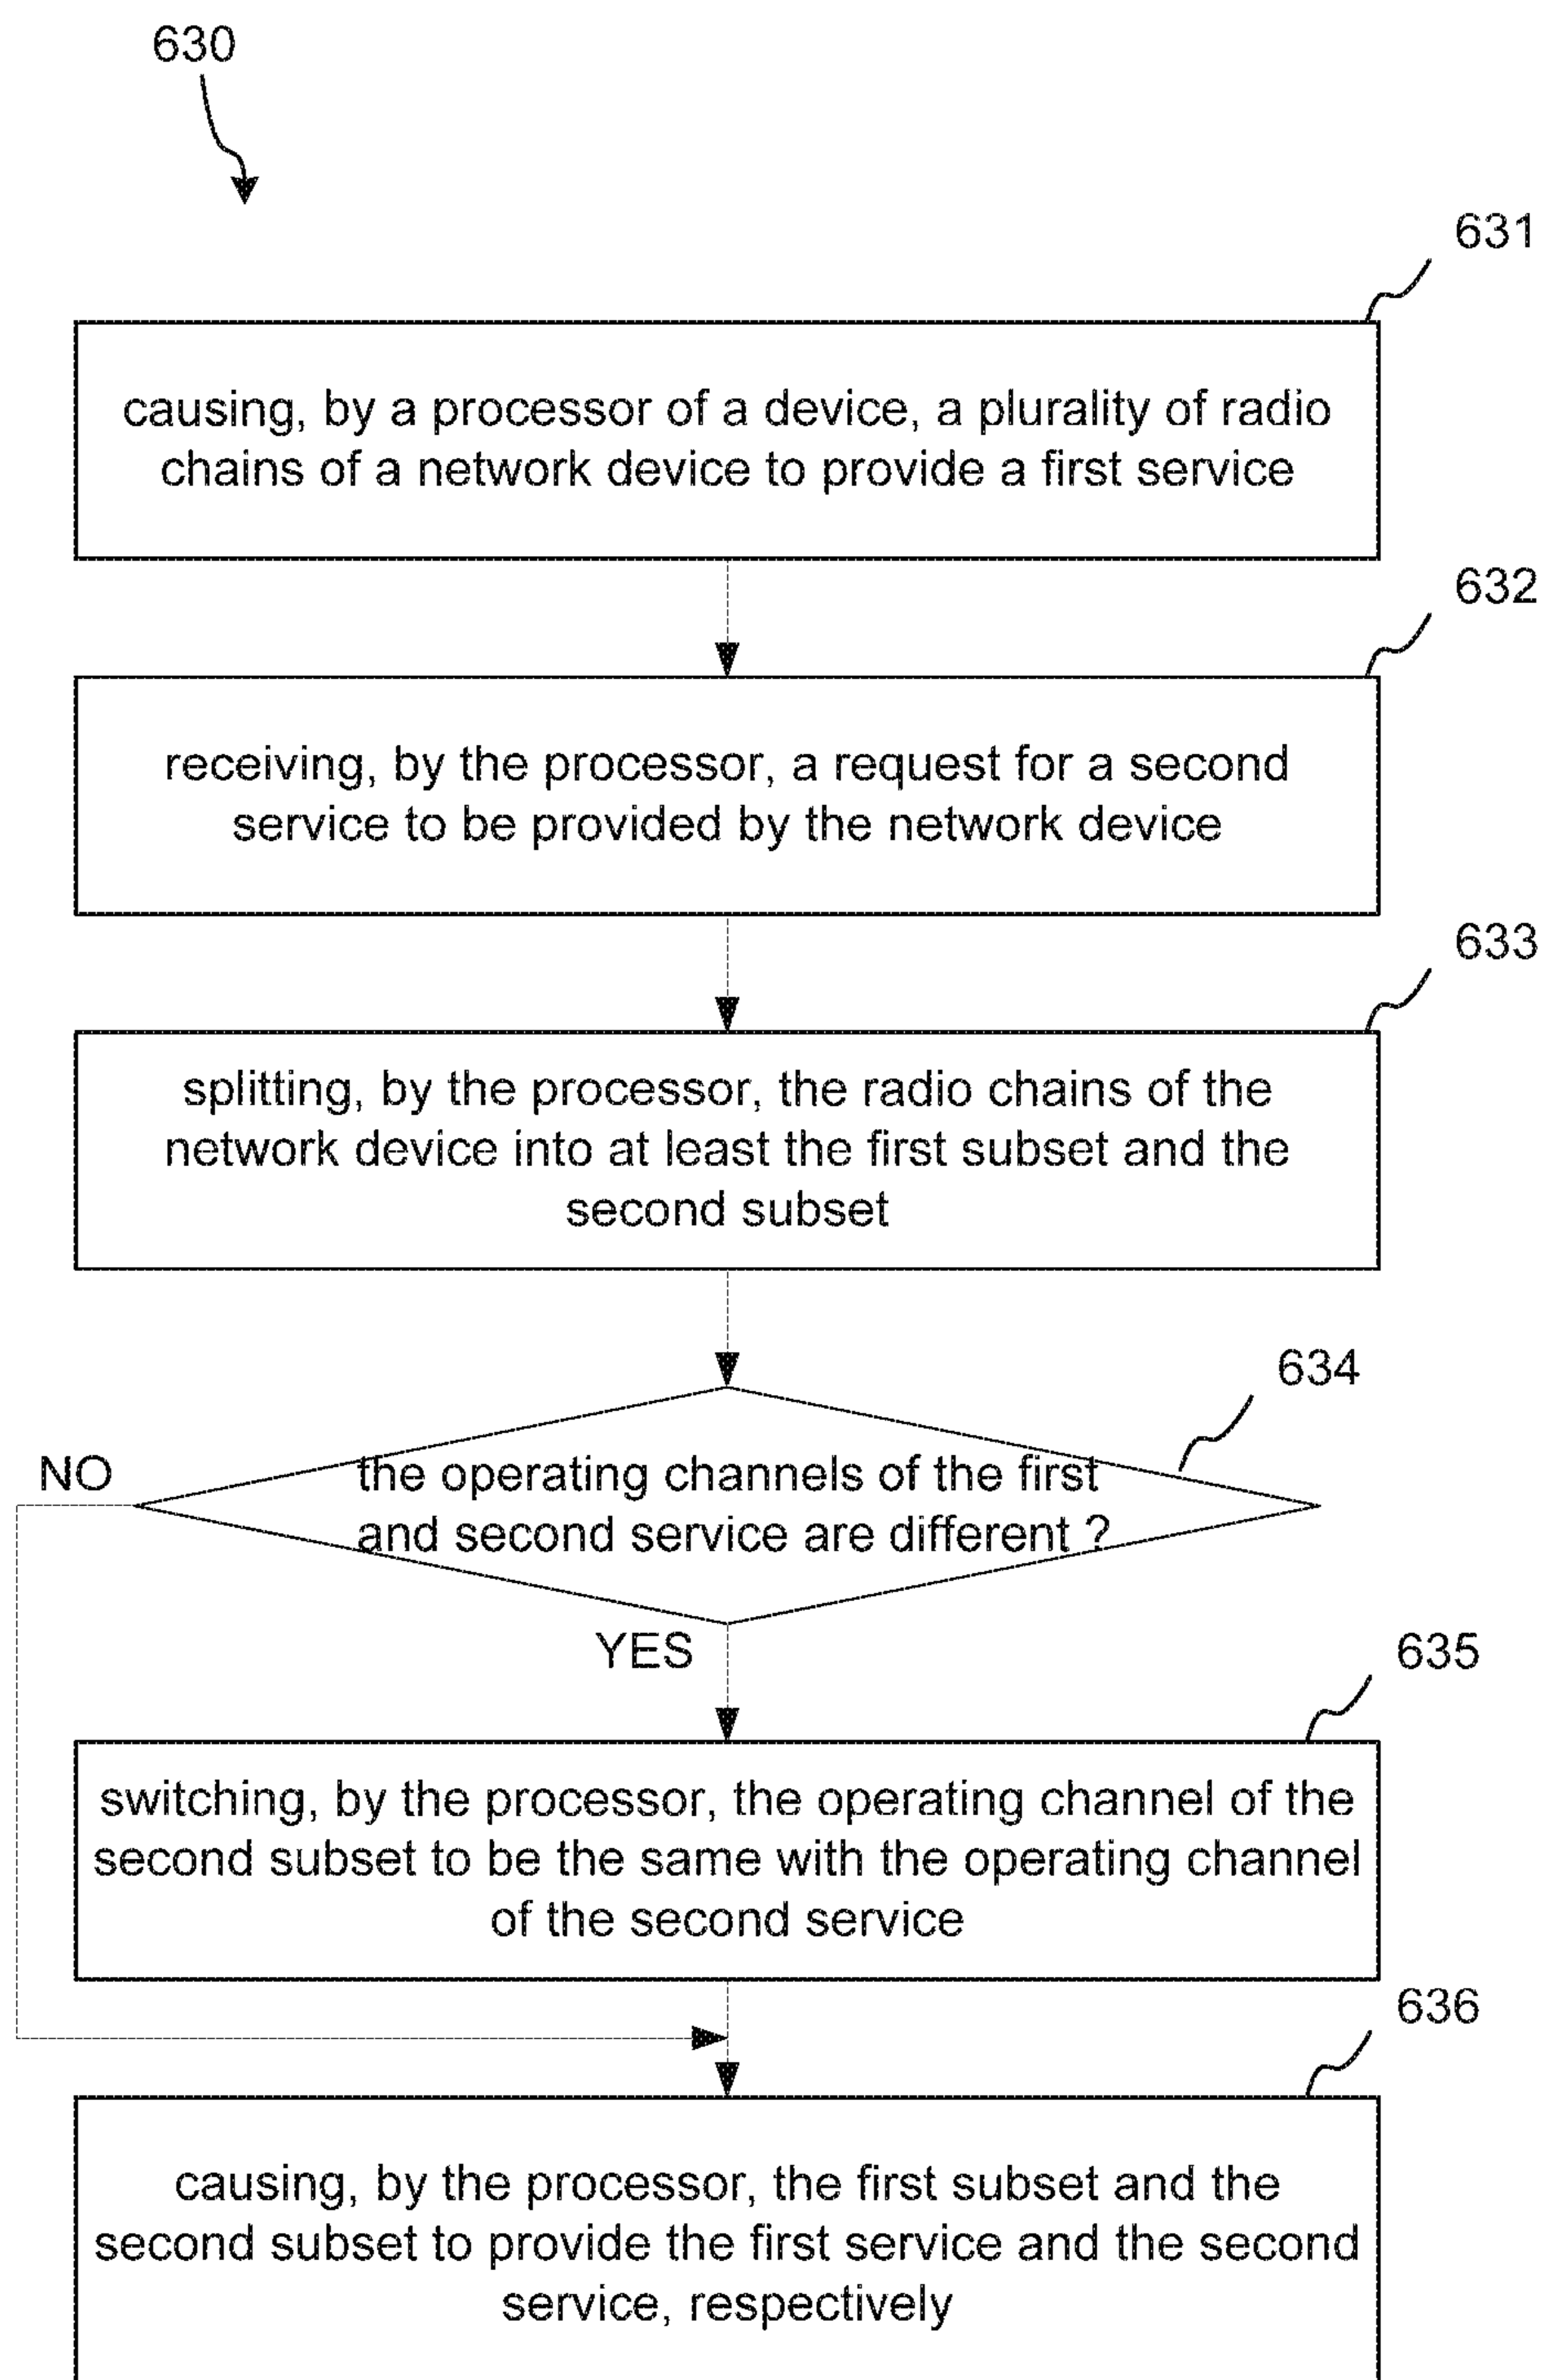 630
631
causing, by a processor of a device, a plurality of radio
chains of a network device to provide a first service
632
receiving, by the processor, a request for a second
service to be provided by the network device
633
splitting, by the processor, the radio chains of the
network device into at least the first subset and the
second subset
634
NO
the operating channels of the first
and second service are different ?
YES
635
switching, by the processor, the operating channel of the
second subset to be the same with the operating channel
of the second service
636
causing, by the processor, the first subset and the
second subset to provide the first service and the second
service, respectively